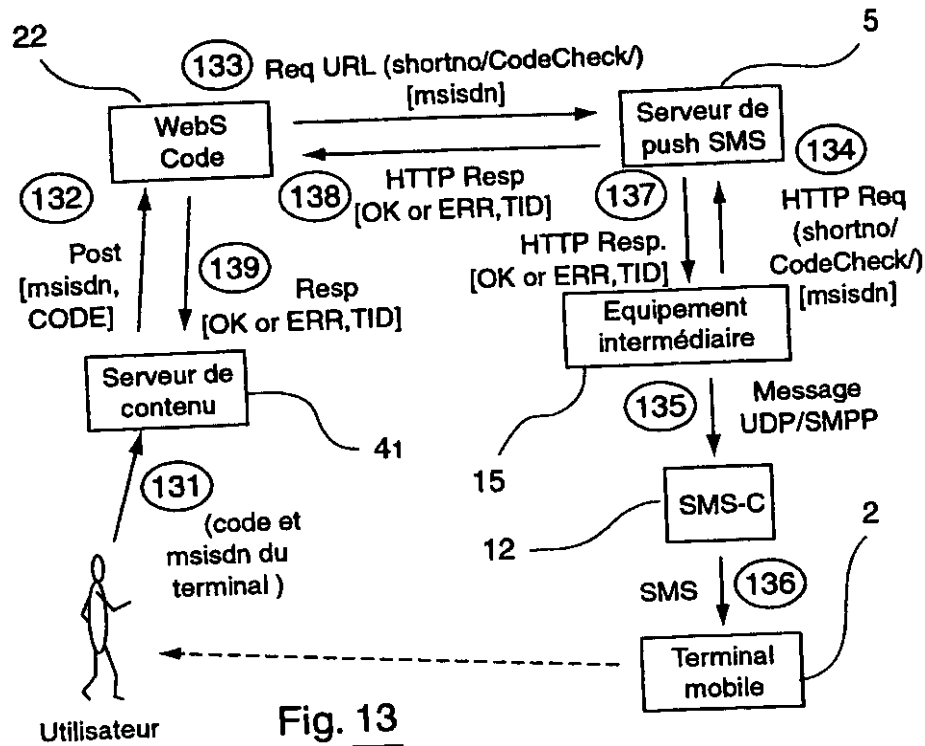 22
5
133
Req URL (shortno/CodeCheck/)
[msisdn]
WebS
Code
Serveur de
push SMS
132
138
HTTP Resp
[OK or ERR,TID]
137
134
HTTP Req
(shortno/
CodeCheck/)
[msisdn]
Post
[msisdn,
CODE]
139
Resp
[OK or ERR,TID]
HTTP Resp.
[OK or ERR,TID]
Equipement
intermédiaire
Serveur de
contenu
41
135
Message
UDP/SMPP
15
131
(code et
msisdn du
terminal )
SMS-C
12
2
SMS
136
Terminal
mobile
Utilisateur
Fig. 13